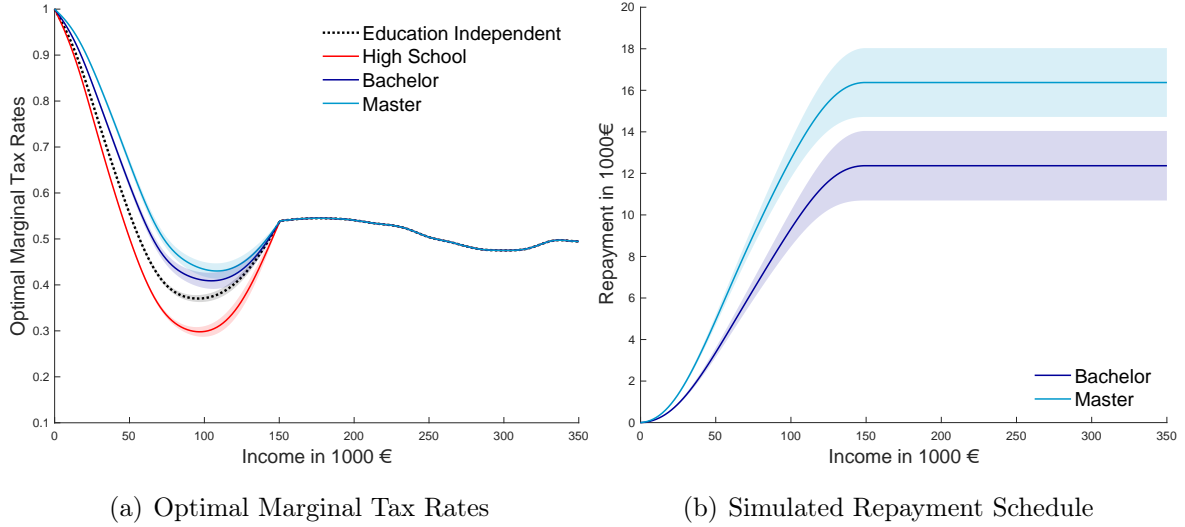 1
0.9
0.8
0.7
0.6
0.5
0.4
0.3
0.2
0.1
Optimal Marginal Tax Rates
Education Independent
High School
Bachelor
Master
0 50 100 150 200 250 300 350
Income in 1000 €
(a) Optimal Marginal Tax Rates
20
18
16
14
12
10
8
6
4
2
0
Repayment in 1000€
Bachelor
Master
0 50 100 150 200 250 300 350
Income in 1000 €
(b) Simulated Repayment Schedule